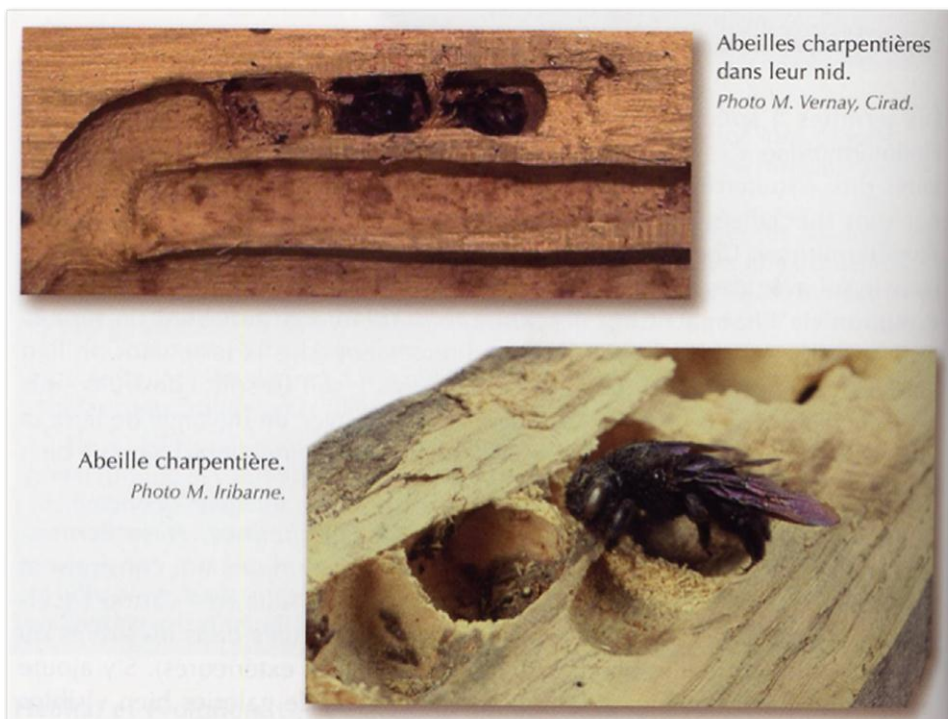 Abeilles charpentières
dans leur nid.
Photo M. Vernay, Cirad.
Abeille charpentière.
Photo M. Iribarne.